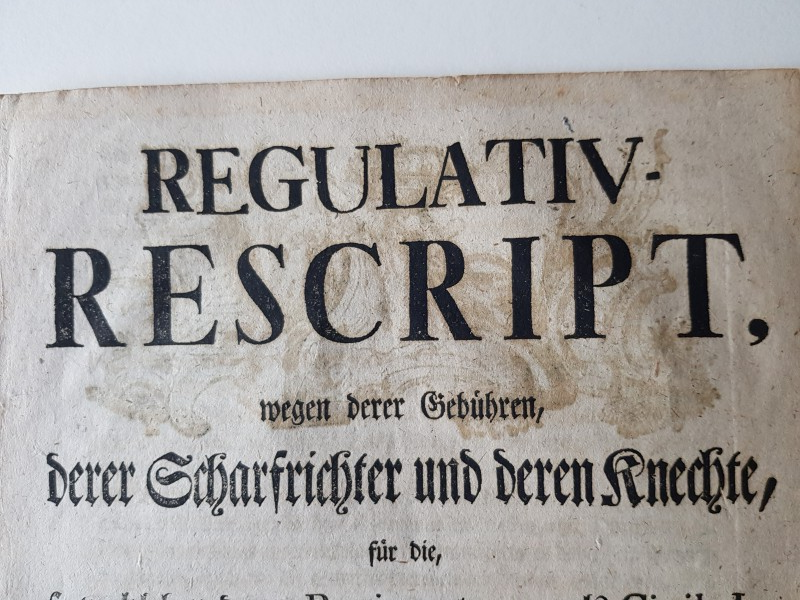 REGULATIV-
RESCRIPT,
wegen derer Gebühren,
derer Scharfrichter und deren Knechte,
für die,